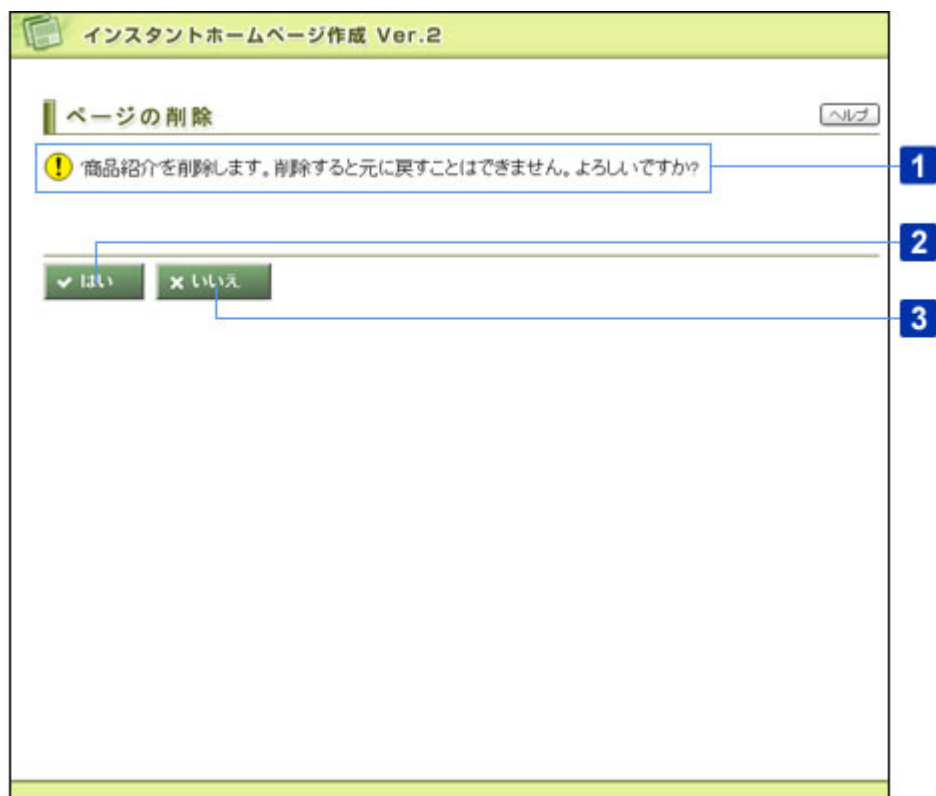 インスタントホームページ作成 Ver.2
ページの削除
ヘルプ
'商品紹介を削除します。削除すると元に戻すことはできません。よろしいですか?
1
2
はい
いいえ
3